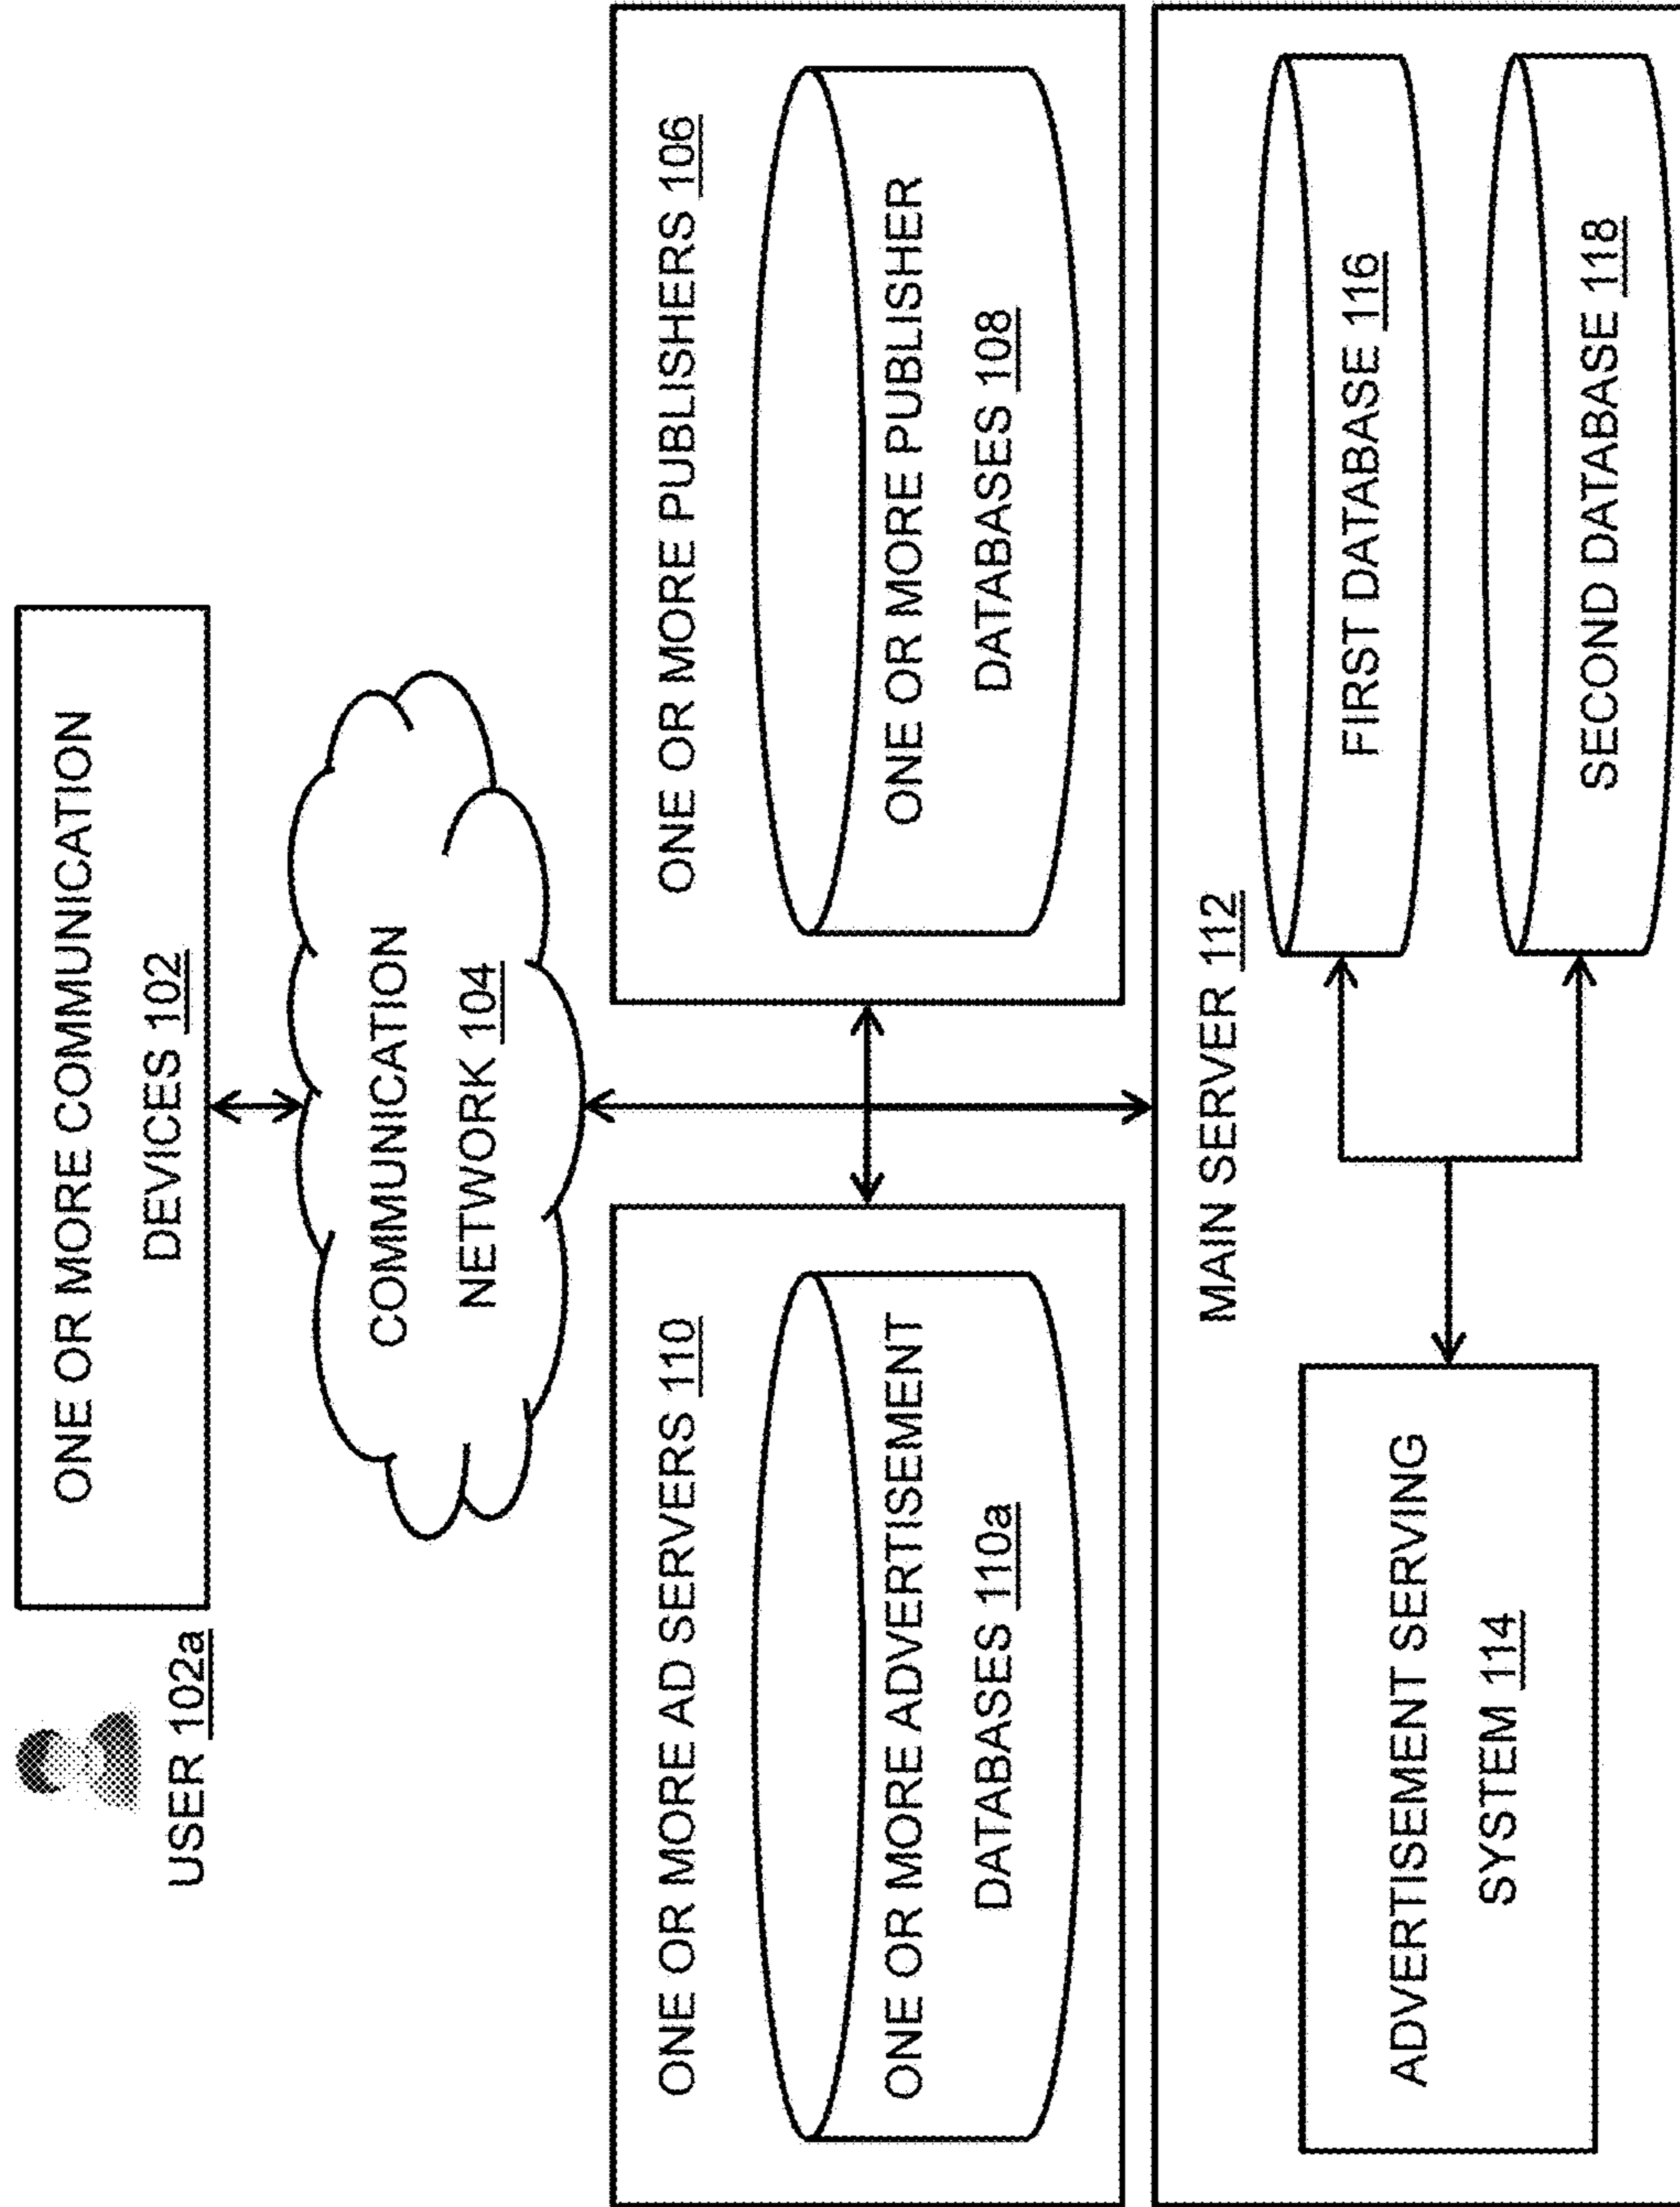 USER 102a
ONE OR MORE COMMUNICATION
DEVICES 102
COMMUNICATION
NETWORK 104
ONE OR MORE AD SERVERS 110
ONE OR MORE ADVERTISEMENT
DATABASES 110a
ONE OR MORE PUBLISHERS 106
ONE OR MORE PUBLISHER
DATABASES 108
MAIN SERVER 112
ADVERTISEMENT SERVING
SYSTEM 114
FIRST DATABASE 116
SECOND DATABASE 118